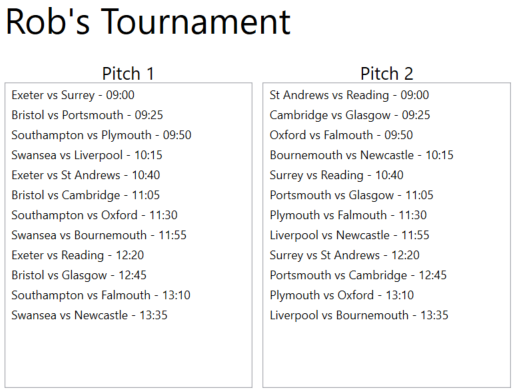 Rob's Tournament
Pitch 1
Exeter vs Surrey - 09:00
Bristol vs Portsmouth - 09:25
Southampton vs Plymouth - 09:50
Swansea vs Liverpool - 10:15
Exeter vs St Andrews - 10:40
Bristol vs Cambridge - 11:05
Southampton vs Oxford - 11:30
Swansea vs Bournemouth - 11:55
Exeter vs Reading - 12:20
Bristol vs Glasgow - 12:45
Southampton vs Falmouth - 13:10
Swansea vs Newcastle - 13:35
Pitch 2
St Andrews vs Reading - 09:00
Cambridge vs Glasgow - 09:25
Oxford vs Falmouth - 09:50
Bournemouth vs Newcastle - 10:15
Surrey vs Reading - 10:40
Portsmouth vs Glasgow - 11:05
Plymouth vs Falmouth - 11:30
Liverpool vs Newcastle - 11:55
Surrey vs St Andrews - 12:20
Portsmouth vs Cambridge - 12:45
Plymouth vs Oxford - 13:10
Liverpool vs Bournemouth - 13:35